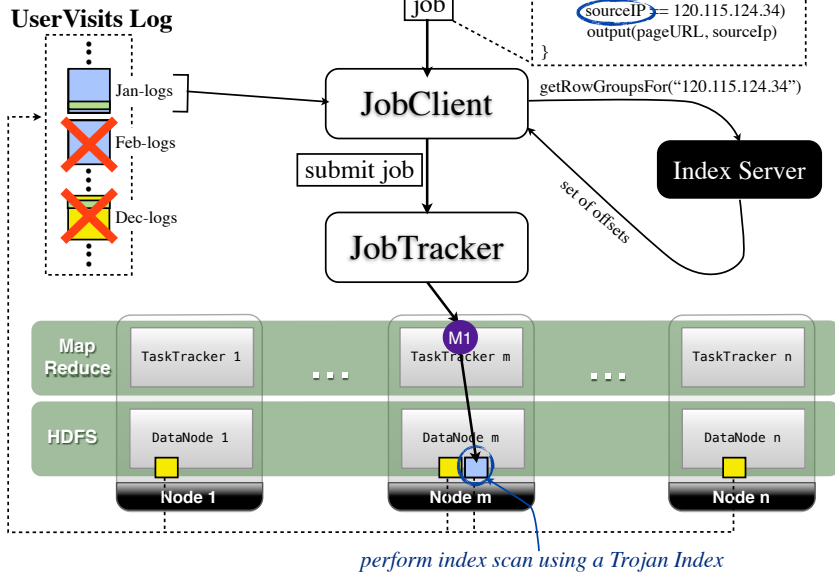 UserVisits Log
job
sourceIP == 120.115.124.34)
output(pageURL, sourceIp)
}
Jan-logs
Feb-logs
Dec-logs
JobClient
getRowGroupsFor(“120.115.124.34”)
Index Server
set of offsets
submit job
JobTracker
Map
Reduce
TaskTracker 1
...
M1
TaskTracker m
...
TaskTracker n
HDFS
DataNode 1
DataNode m
DataNode n
Node 1
Node m
Node n
perform index scan using a Trojan Index